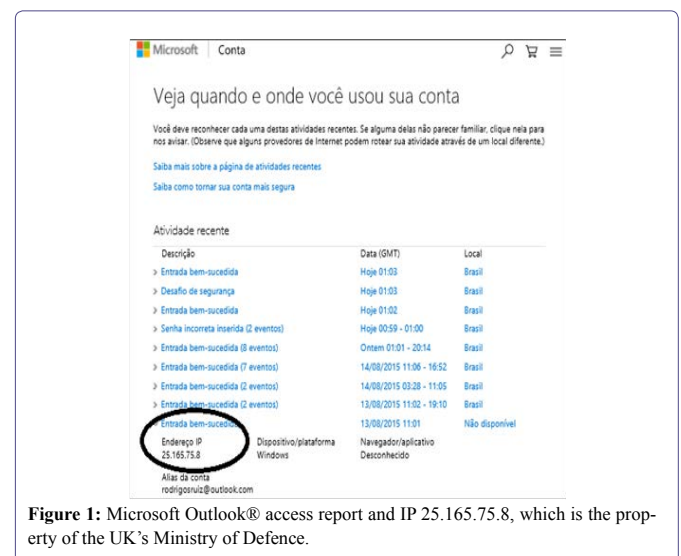 Microsoft Conta
Veja quando e onde você usou sua conta
Você deve reconhecer cada uma destas atividades recentes. Se alguma delas não parecer familiar, clique nela para
nos avisar. (Observe que alguns provedores de Internet podem rotear sua atividade através de um local diferente.)
Saiba mais sobre a página de atividades recentes
Saiba como tornar sua conta mais segura
Atividade recente
Descrição Data (GMT) Local
Entrada bem-sucedida Hoje 01:03 Brasil
Desafio de segurança Hoje 01:03 Brasil
Entrada bem-sucedida Hoje 01:02 Brasil
Senha incorreta inserida (2 eventos) Hoje 00:59 - 01:00 Brasil
Entrada bem-sucedida (8 eventos) Ontem 01:01 - 20:14 Brasil
Entrada bem-sucedida (7 eventos) 14/08/2015 11:06 - 16:52 Brasil
Entrada bem-sucedida (2 eventos) 14/08/2015 03:28 - 11:05 Brasil
Entrada bem-sucedida (2 eventos) 13/08/2015 11:02 - 19:10 Brasil
Entrada bem-sucedida 13/08/2015 11:01 Não disponível
Endereço IP Dispositivo/plataforma Navegador/aplicativo
25.165.75.8 Windows Desconhecido
Alias da conta
rodrigosruiz@outlook.com
Figure 1: Microsoft Outlook® access report and IP 25.165.75.8, which is the prop-
erty of the UK's Ministry of Defence.